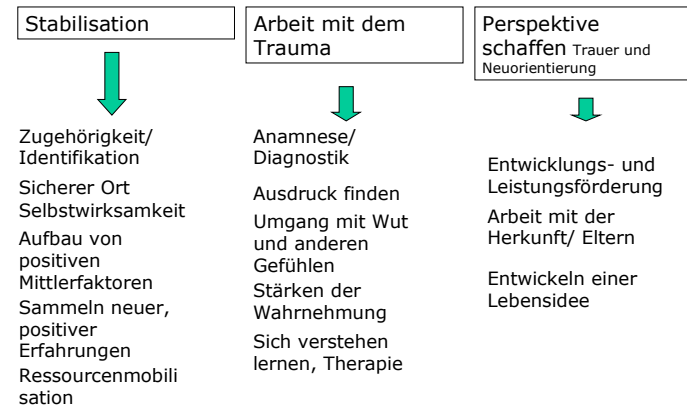 Stabilisation
Zugehörigkeit/
Identifikation
Sicherer Ort
Selbstwirksamkeit
Aufbau von
positiven
Mittlerfaktoren
Sammeln neuer,
positiver
Erfahrungen
Ressourcenmobili
sation
Arbeit mit dem
Trauma
Anamnese/
Diagnostik
Ausdruck finden
Umgang mit Wut
und anderen
Gefühlen
Stärken der
Wahrnehmung
Sich verstehen
lernen, Therapie
Perspektive
schaffen Trauer und
Neuorientierung
Entwicklungs- und
Leistungsförderung
Arbeit mit der
Herkunft/ Eltern
Entwickeln einer
Lebensidee